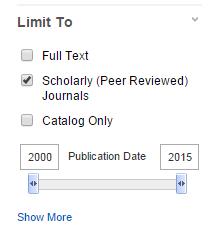 Limit To
Full Text
Scholarly (Peer Reviewed)
Journals
Catalog Only
2000 Publication Date 2015
Show More